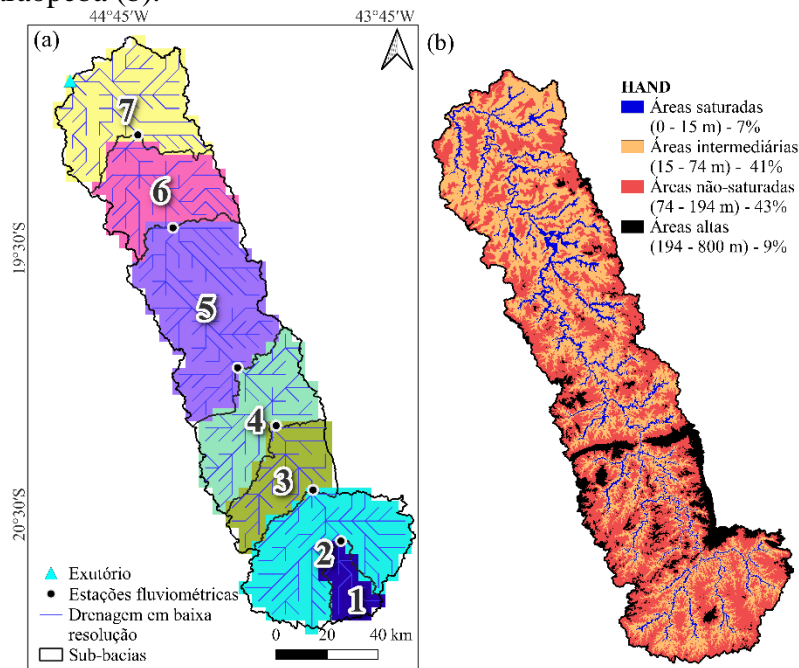 raopeba (b).
44°45'W
43°45'W
(a)
(b)
7
6
5
4
3
2
1
19°30'S
20°30'S
HAND
Áreas saturadas
(0 - 15 m) - 7%
Áreas intermediárias
(15 - 74 m) - 41%
Áreas não-saturadas
(74 - 194 m) - 43%
Áreas altas
(194 - 800 m) - 9%
Exutório
Estações fluviométricas
Drenagem em baixa
resolução
Sub-bacias
0 20 40 km